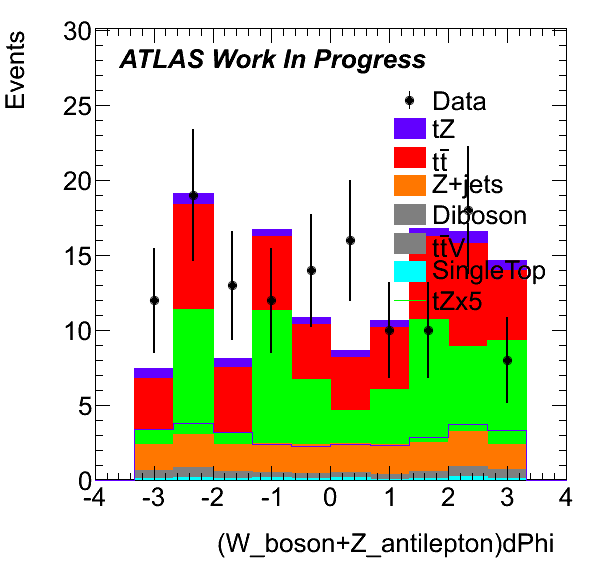 Events
30
25
20
15
10
5
0
ATLAS Work In Progress
Data
tZ
tt̄
Z+jets
Diboson
tt̄V
SingleTop
tZx5
-4 -3 -2 -1 0 1 2 3 4
(W_boson+Z_antilepton)dPhi